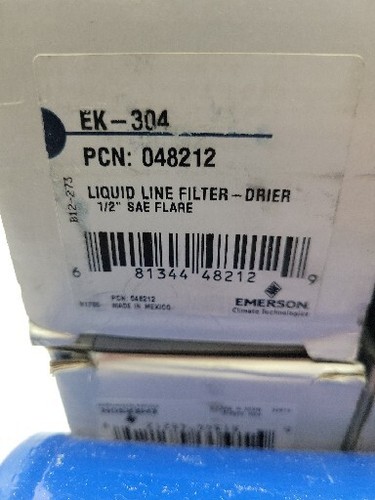 EK-304
PCN: 048212
B12-273
LIQUID LINE FILTER-DRIER
1/2" SAE FLARE
6 81344 48212 9
PCN: 048212
MADE IN MEXICO
EMERSON
Climate Technologies